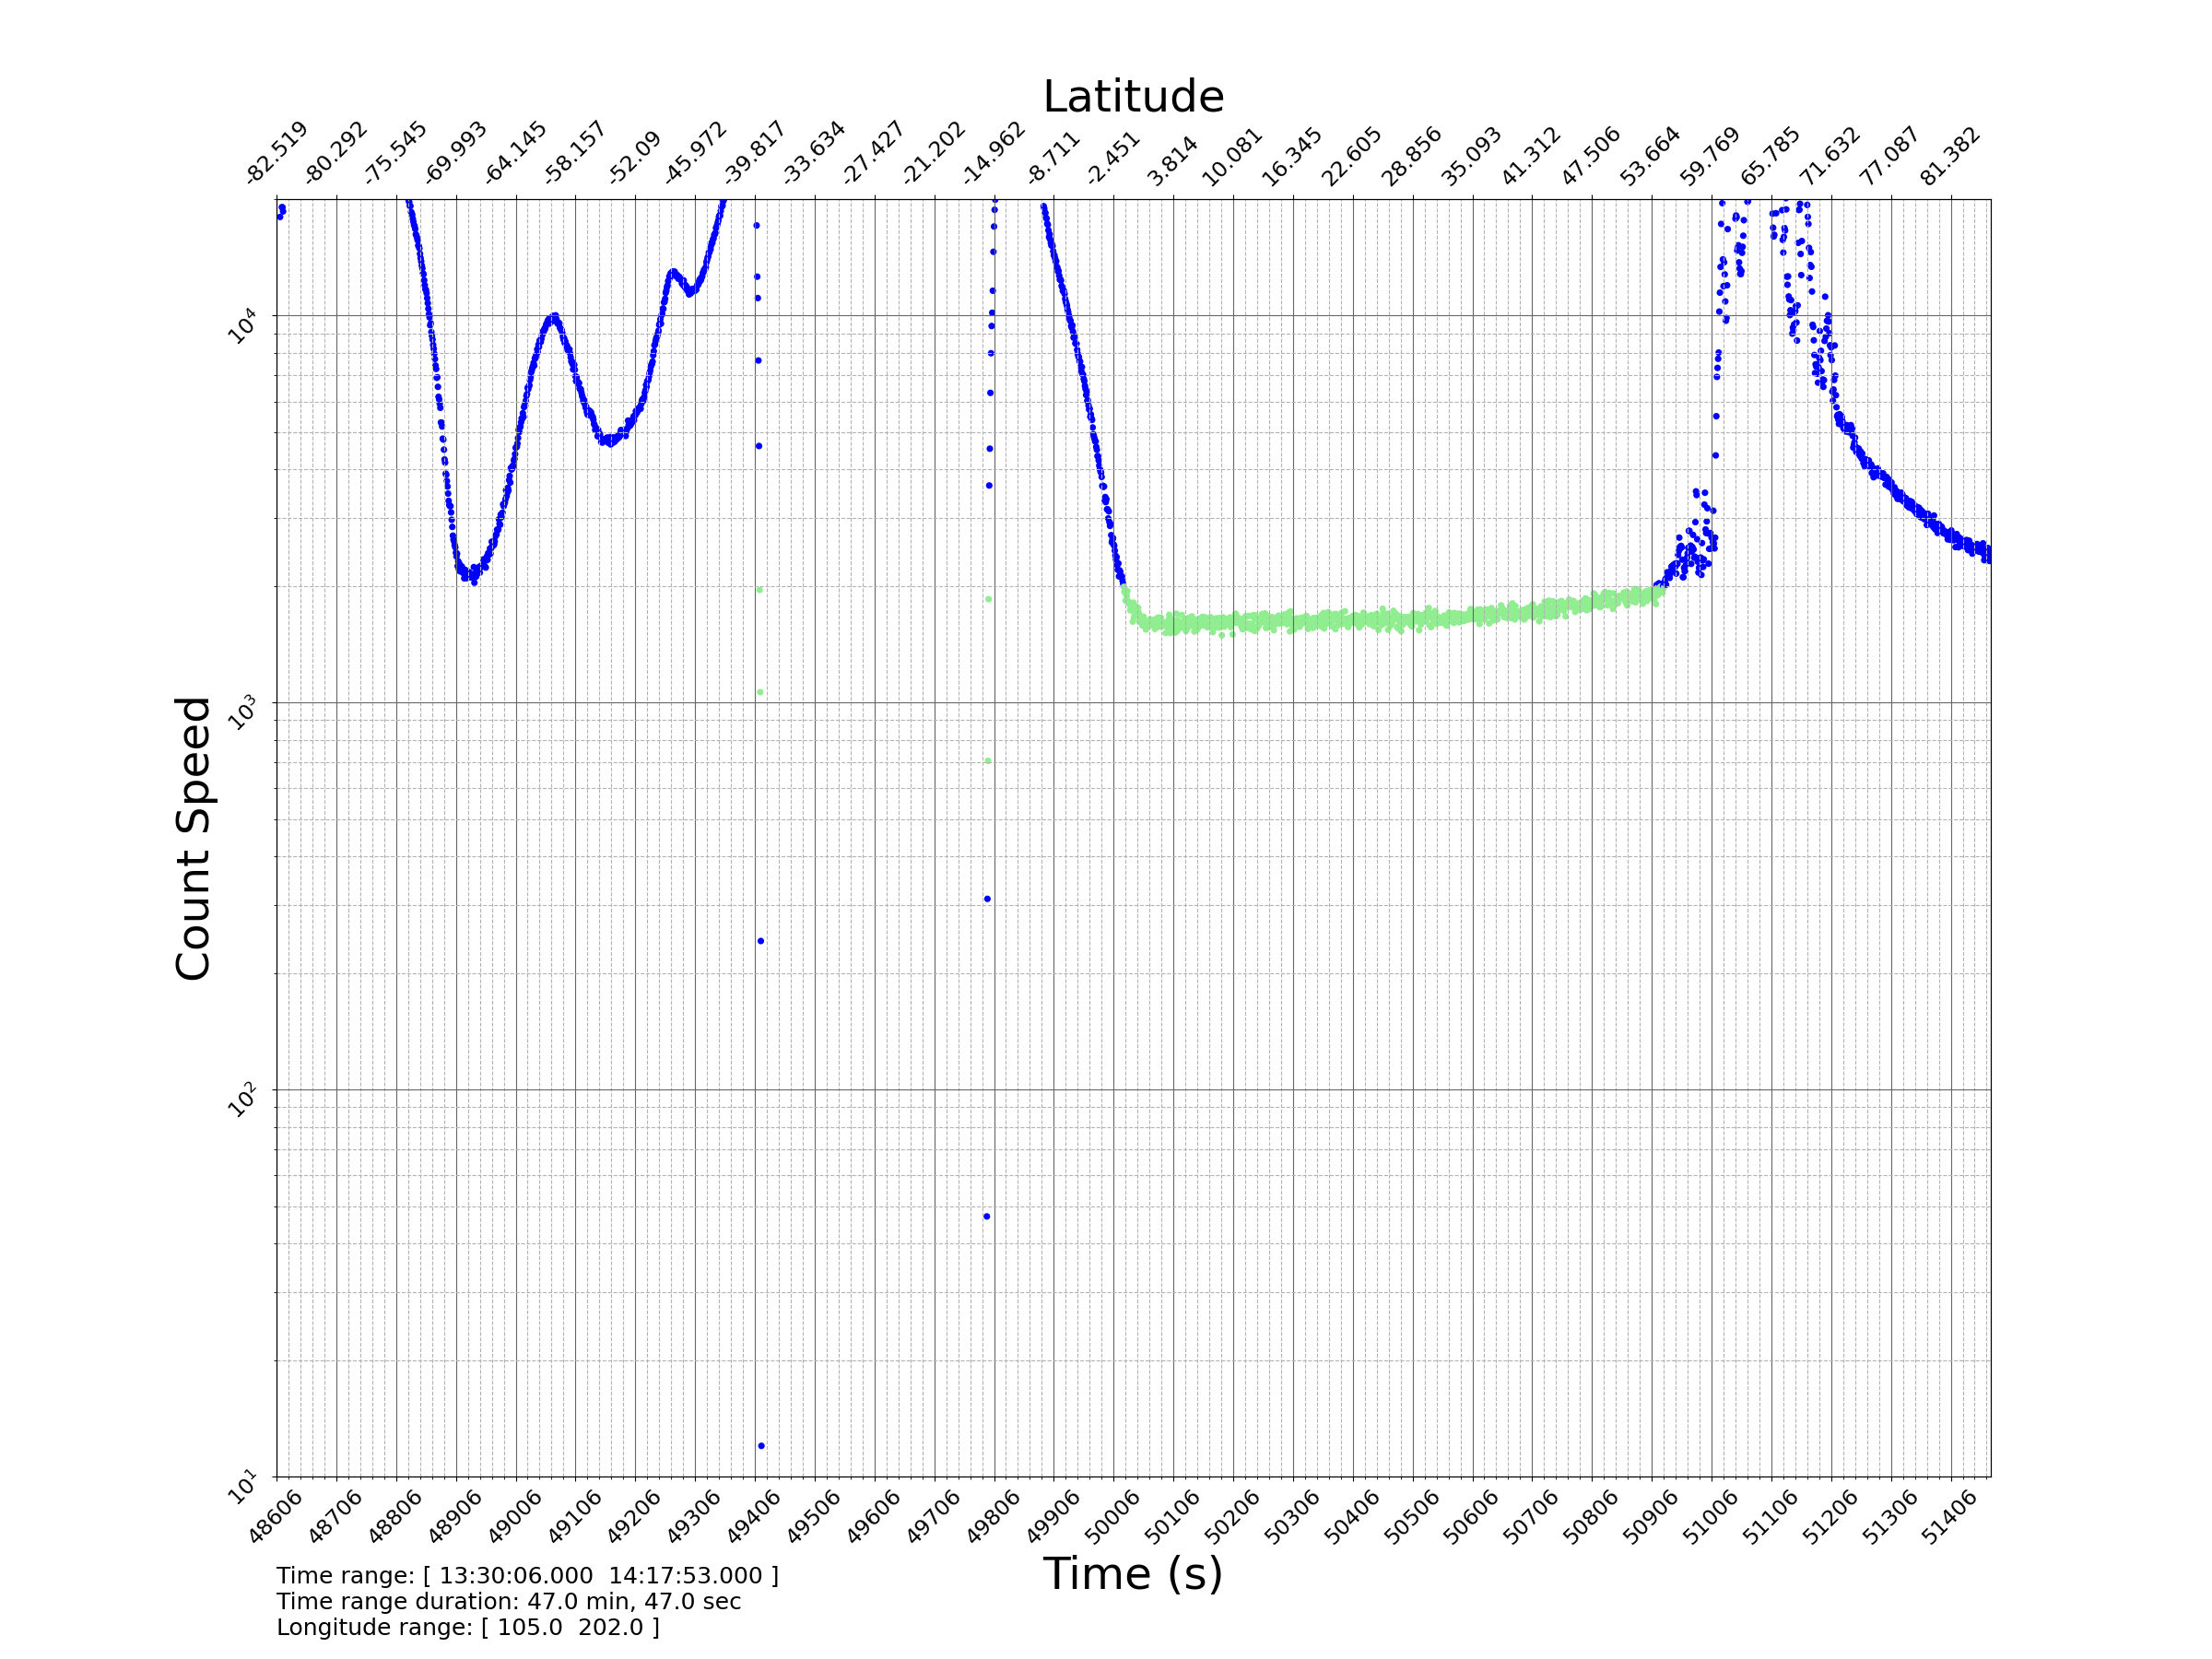 Latitude
-82.519 -80.292 -75.545 -69.993 -64.145 -58.157 -52.09 -45.972 -39.817 -33.634 -27.427 -21.202 -14.962 -8.711 -2.451 3.814 10.081 16.345 22.605 28.856 35.093 41.312 47.506 53.664 59.769 65.785 71.632 77.087 81.382
10⁴
10³
Count Speed
10²
10¹
48606 48706 48806 48906 49006 49106 49206 49306 49406 49506 49606 49706 49806 49906 50006 50106 50206 50306 50406 50506 50606 50706 50806 50906 51006 51106 51206 51306 51406
Time (s)
Time range: [ 13:30:06.000  14:17:53.000 ]
Time range duration: 47.0 min, 47.0 sec
Longitude range: [ 105.0  202.0 ]